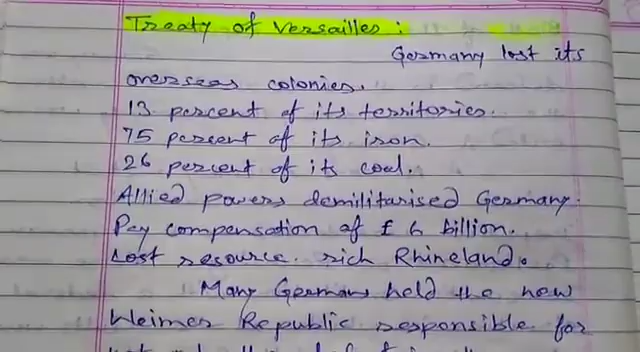 Treaty of Versailles:
Germany lost its
overseas colonies.
13 percent of its territories.
75 percent of its iron.
26 percent of its coal.
Allied powers demilitarised Germany.
Pay compensation of £ 6 billion.
Lost resource rich Rhineland.
Many Germans held the new
Weimer Republic responsible for